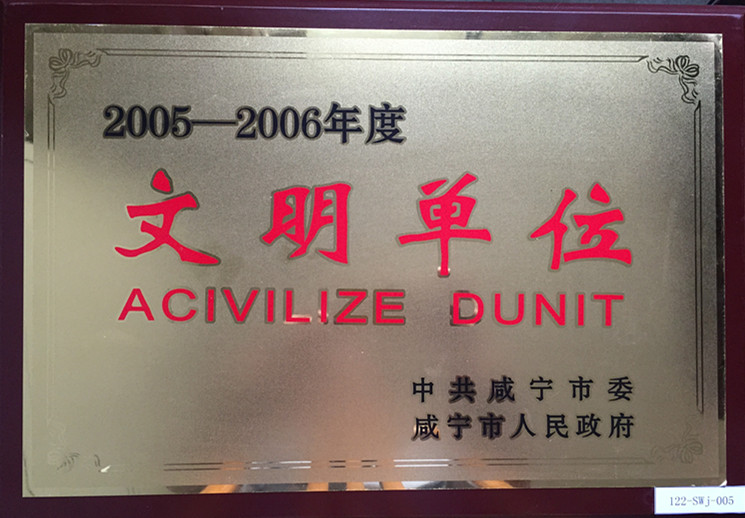 2005—2006年度
文明单位
ACIVILIZE DUNIT
中共咸宁市委
咸宁市人民政府
122-SWj-005